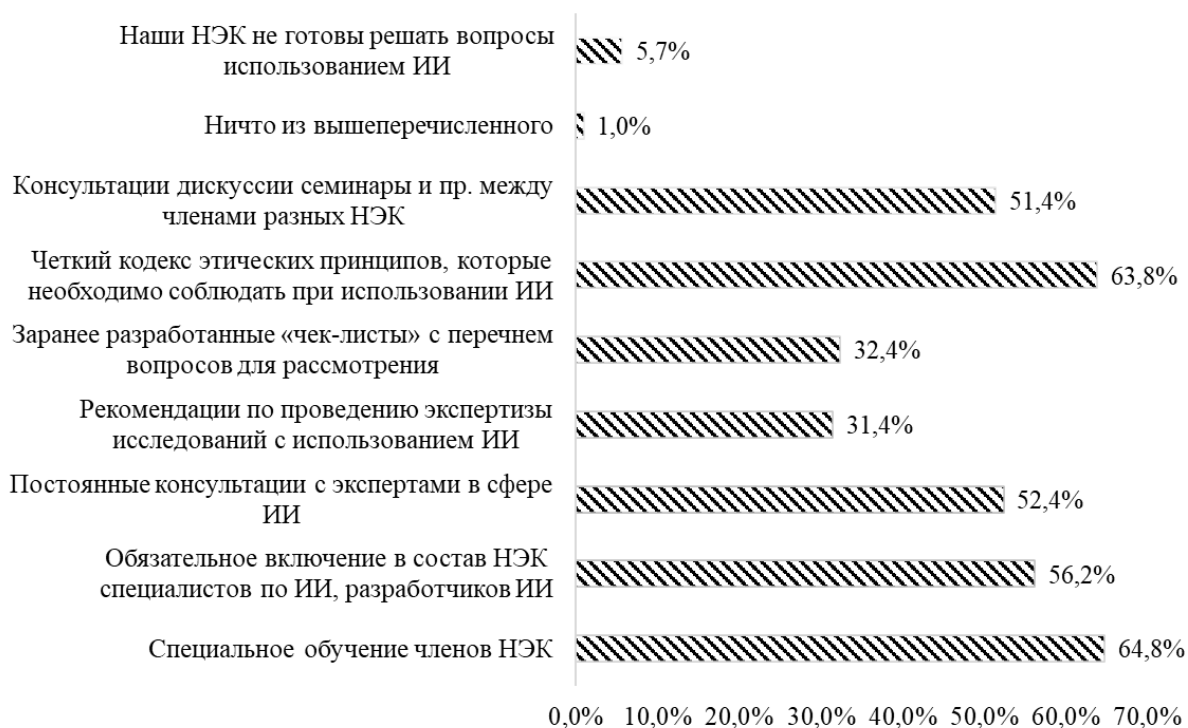 Наши НЭК не готовы решать вопросы
использованием ИИ
5,7%
Ничто из вышеперечисленного
1,0%
Консультации дискуссии семинары и пр. между
членами разных НЭК
51,4%
Четкий кодекс этических принципов, которые
необходимо соблюдать при использовании ИИ
63,8%
Заранее разработанные «чек-листы» с перечнем
вопросов для рассмотрения
32,4%
Рекомендации по проведению экспертизы
исследований с использованием ИИ
31,4%
Постоянные консультации с экспертами в сфере
ИИ
52,4%
Обязательное включение в состав НЭК
специалистов по ИИ, разработчиков ИИ
56,2%
Специальное обучение членов НЭК
64,8%
0,0% 10,0% 20,0% 30,0% 40,0% 50,0% 60,0% 70,0%